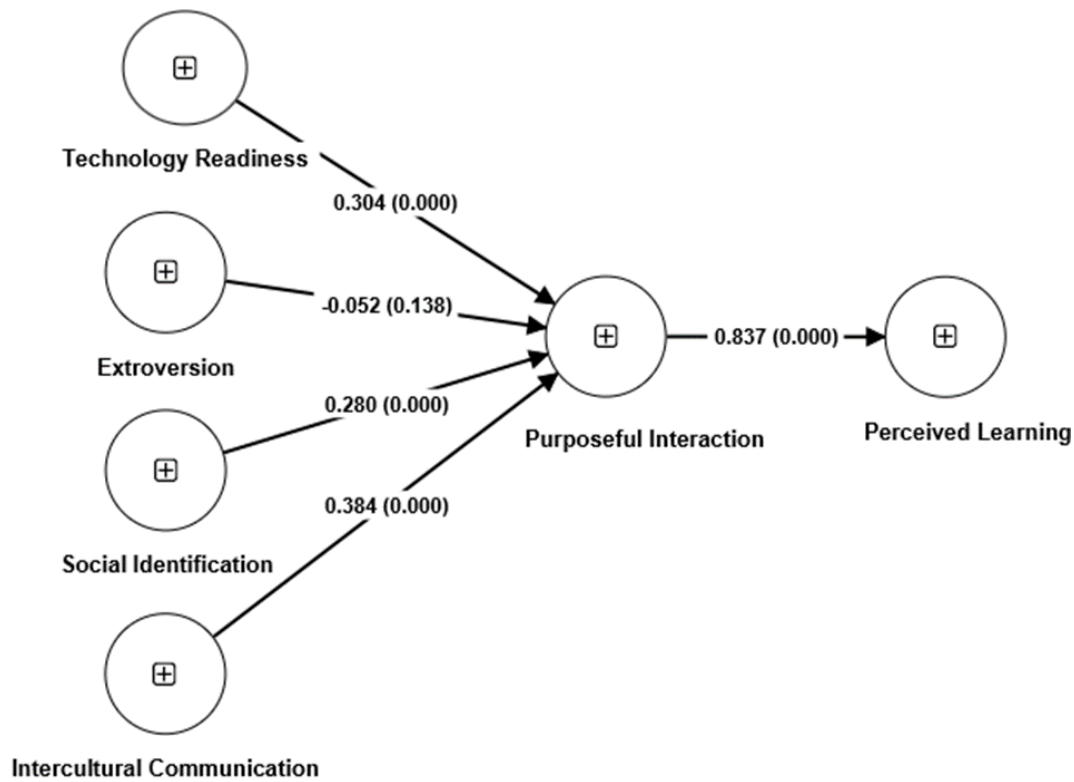 Technology Readiness
0.304 (0.000)
Extroversion
-0.052 (0.138)
Social Identification
0.280 (0.000)
Intercultural Communication
0.384 (0.000)
Purposeful Interaction
0.837 (0.000)
Perceived Learning